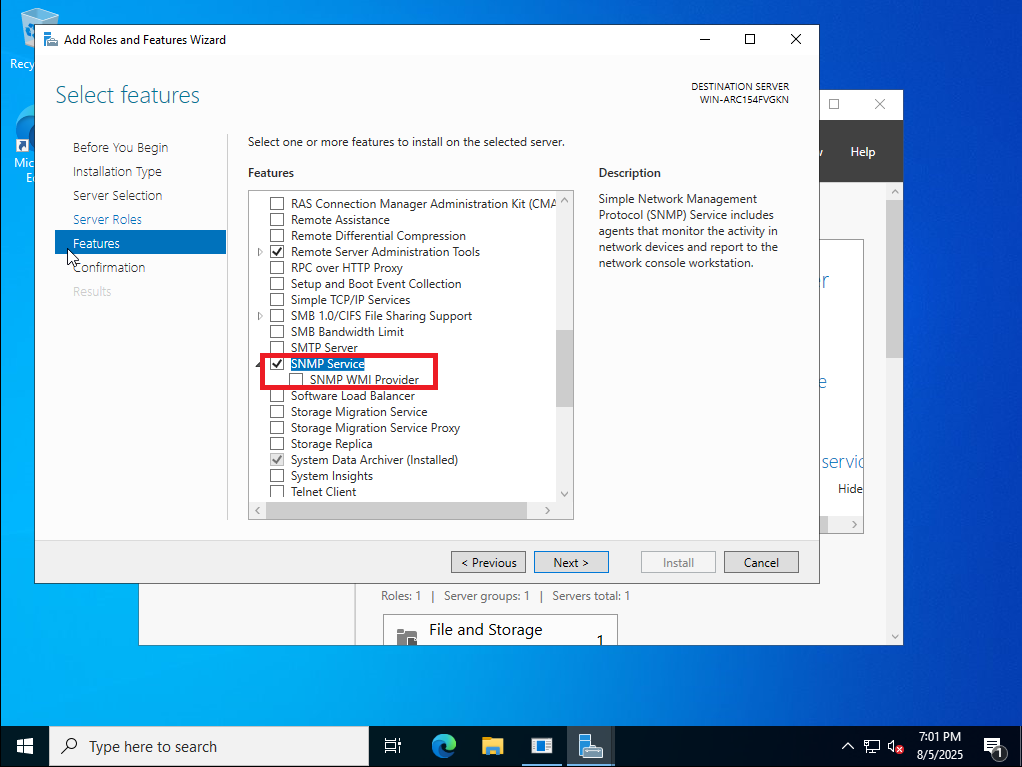 Recy
Mic
Ec
Add Roles and Features Wizard
Select features
DESTINATION SERVER
WIN-ARC154FVGKN
Before You Begin
Installation Type
Server Selection
Server Roles
Features
Confirmation
Results
Select one or more features to install on the selected server.
Features
RAS Connection Manager Administration Kit (CMA
Remote Assistance
Remote Differential Compression
Remote Server Administration Tools
RPC over HTTP Proxy
Setup and Boot Event Collection
Simple TCP/IP Services
SMB 1.0/CIFS File Sharing Support
SMB Bandwidth Limit
SMTP Server
SNMP Service
SNMP WMI Provider
Software Load Balancer
Storage Migration Service
Storage Migration Service Proxy
Storage Replica
System Data Archiver (Installed)
System Insights
Telnet Client
Description
Simple Network Management
Protocol (SNMP) Service includes
agents that monitor the activity in
network devices and report to the
network console workstation.
< Previous
Next >
Install
Cancel
Help
servic
Hide
Roles: 1 | Server groups: 1 | Servers total: 1
File and Storage
1
Type here to search
7:01 PM
8/5/2025
1